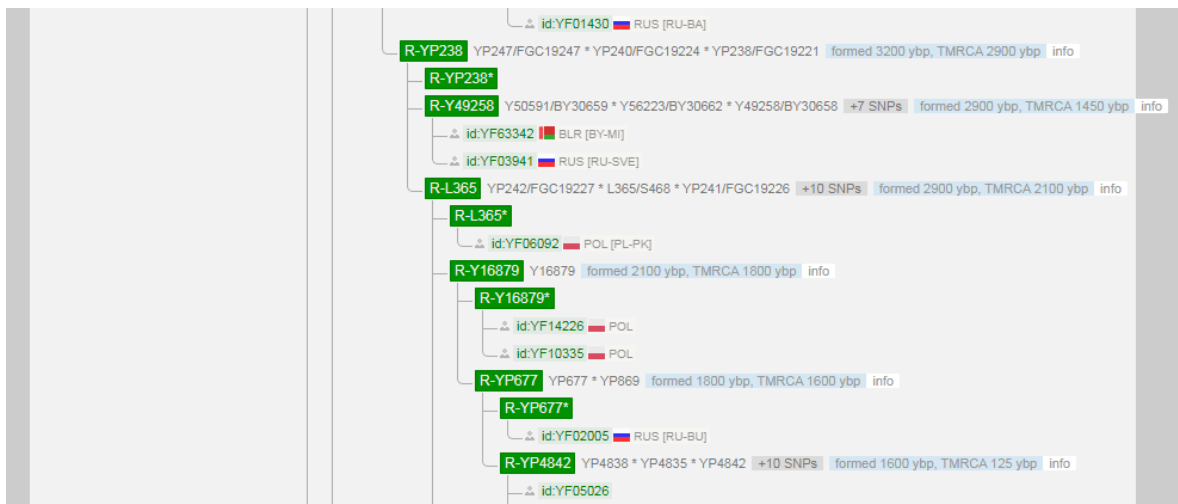 id:YF01430 RUS [RU-BA]
R-YP238 YP247/FGC19247 * YP240/FGC19224 * YP238/FGC19221 formed 3200 ybp, TMRCA 2900 ybp info
R-YP238*
R-Y49258 Y50591/BY30659 * Y56223/BY30662 * Y49258/BY30658 +7 SNPs formed 2900 ybp, TMRCA 1450 ybp info
id:YF63342 BLR [BY-MI]
id:YF03941 RUS [RU-SVE]
R-L365 YP242/FGC19227 * L365/S468 * YP241/FGC19226 +10 SNPs formed 2900 ybp, TMRCA 2100 ybp info
R-L365*
id:YF06092 POL [PL-PK]
R-Y16879 Y16879 formed 2100 ybp, TMRCA 1800 ybp info
R-Y16879*
id:YF14226 POL
id:YF10335 POL
R-YP677 YP677 * YP869 formed 1800 ybp, TMRCA 1600 ybp info
R-YP677*
id:YF02005 RUS [RU-BU]
R-YP4842 YP4838 * YP4835 * YP4842 +10 SNPs formed 1600 ybp, TMRCA 125 ybp info
id:YF05026